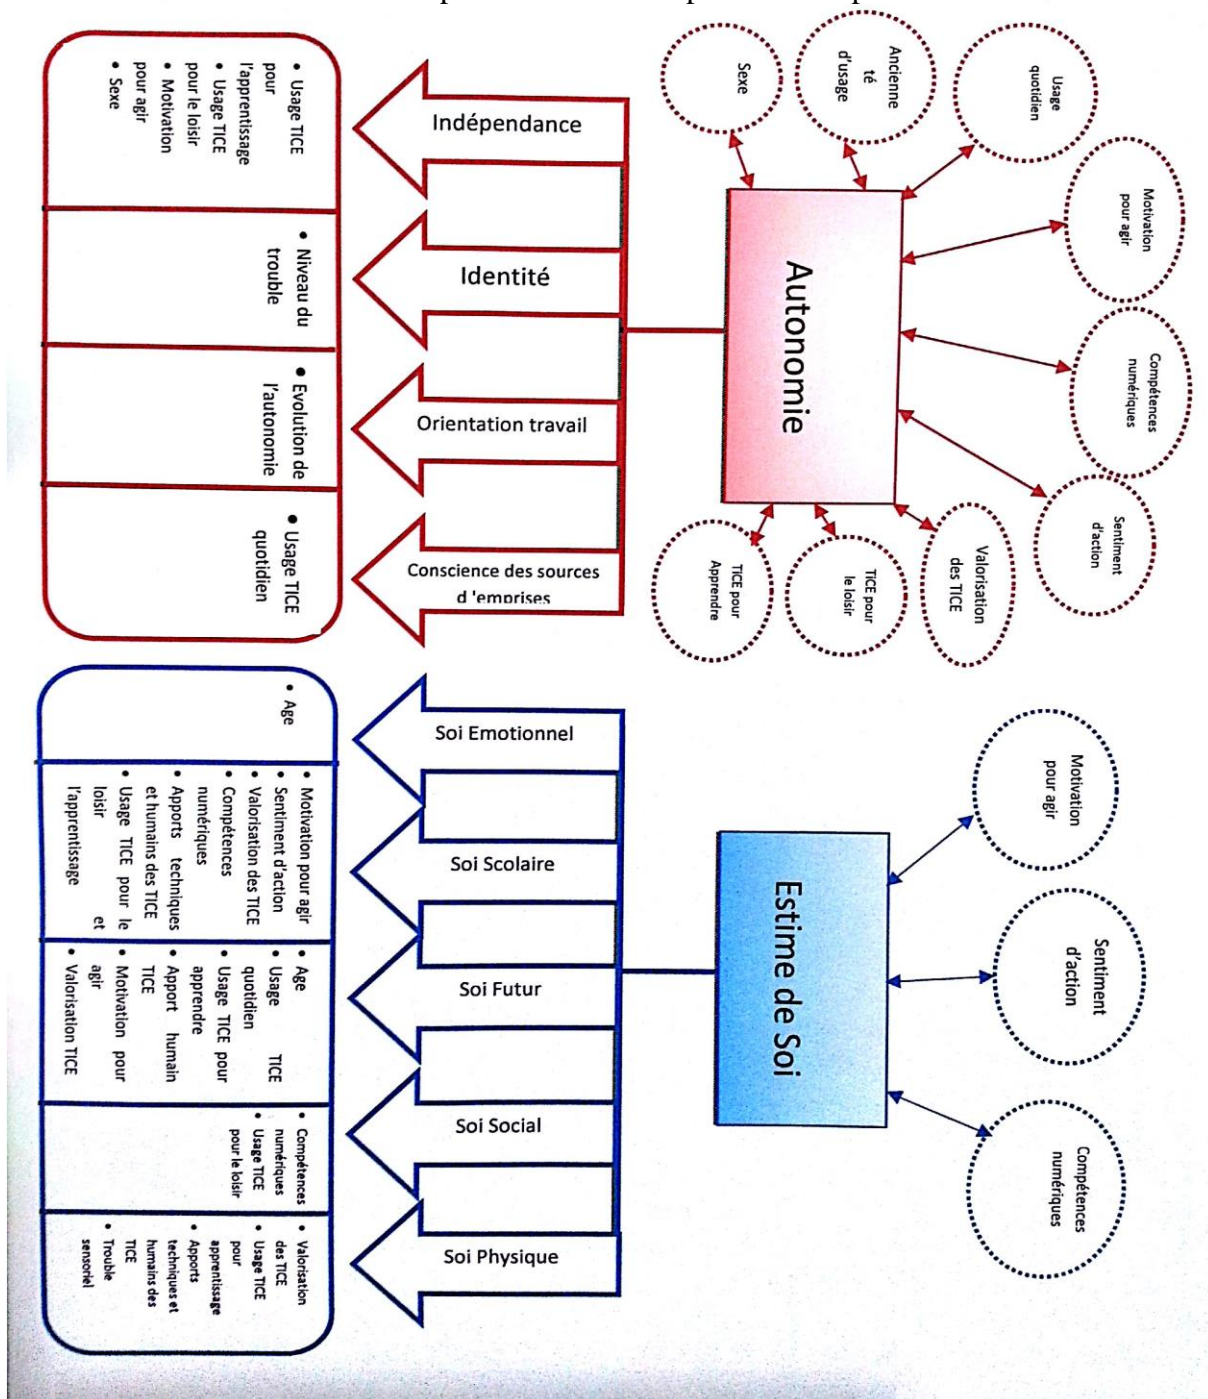 Sexe
Ancienne
té
d'usage
Usage
quotidien
Motivation
pour agir
Compétences
numériques
Sentiment
d'action
Valorisation
des TICE
TICE pour
le loisir
TICE pour
Apprendre
Autonomie
Indépendance
Identité
Orientation travail
Conscience des sources
d 'emprises
• Usage TICE
pour
l'apprentissage
• Usage TICE
pour le loisir
• Motivation
pour agir
• Sexe
• Niveau du
trouble
• Evolution de
l'autonomie
• Usage TICE
quotidien
Motivation
pour agir
Sentiment
d'action
Compétences
numériques
Estime de Soi
Soi Emotionnel
Soi Scolaire
Soi Futur
Soi Social
Soi Physique
• Age
• Motivation pour agir
• Sentiment d'action
• Valorisation des TICE
• Compétences
numériques
• Apports techniques
et humains des TICE
• Usage TICE pour le
loisir et
l'apprentissage
• Age
• Usage TICE
quotidien
• Usage TICE pour
apprendre
• Apport humain
TICE
• Motivation pour
agir
• Valorisation TICE
• Compétences
numériques
• Usage TICE
pour le loisir
• Valorisation
des TICE
• Usage TICE
pour
apprentissage
• Apports
techniques et
humains des
TICE
• Trouble
sensoriel